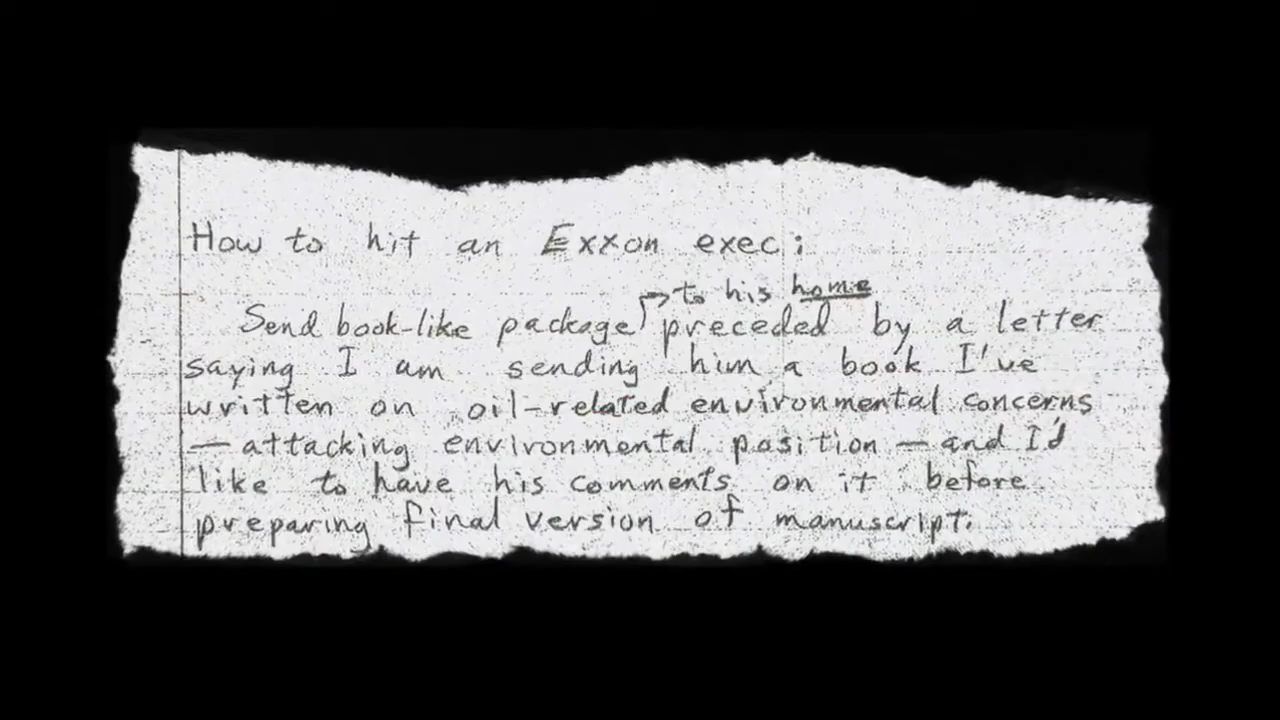 How to hit an Exxon exec:
→ to his home
Send book-like package preceded by a letter
saying I am sending him a book I've
written on oil-related environmental concerns
— attacking environmental position — and I'd
like to have his comments on it before
preparing final version of manuscript.